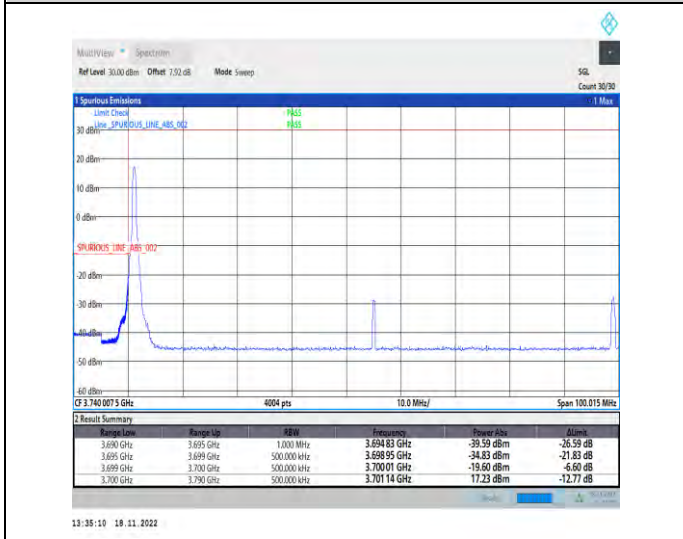 MultiView Spectrum
Ref Level 30.00 dBm Offset 7.92 dB Mode Sweep SGL
Count 30/30
1 Spurious Emissions 1 Max
Limit Check PASS
Line _SPURIOUS_LINE_ABS_002 PASS
30 dBm
20 dBm
10 dBm
0 dBm
_SPURIOUS_LINE_ABS_002
-20 dBm
-30 dBm
-40 dBm
-50 dBm
-60 dBm
CF 3.740 007 5 GHz 4004 pts 10.0 MHz/ Span 100.015 MHz
2 Result Summary
Range Low Range Up RBW Frequency Power Abs ΔLimit
3.690 GHz 3.695 GHz 1.000 MHz 3.694 83 GHz -39.59 dBm -26.59 dB
3.695 GHz 3.699 GHz 500.000 kHz 3.698 95 GHz -34.83 dBm -21.83 dB
3.699 GHz 3.700 GHz 500.000 kHz 3.700 01 GHz -19.60 dBm -6.60 dB
3.700 GHz 3.790 GHz 500.000 kHz 3.701 14 GHz 17.23 dBm -12.77 dB
13:35:10 18.11.2022